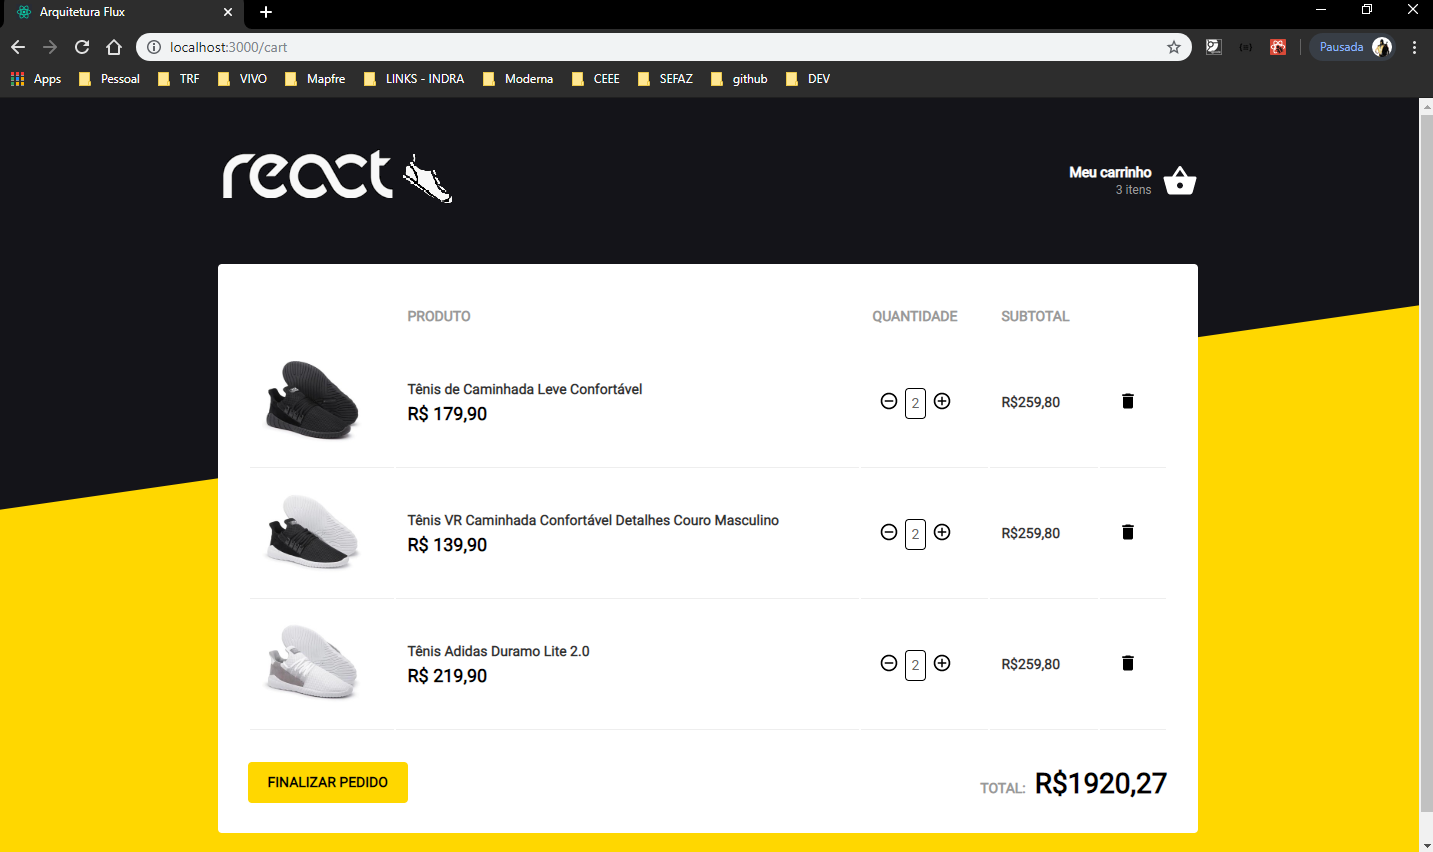 Arquitetura Flux
localhost:3000/cart
Pausada
Apps Pessoal TRF VIVO Mapfre LINKS - INDRA Moderna CEEE SEFAZ github DEV
react
Meu carrinho
3 itens
PRODUTO QUANTIDADE SUBTOTAL
Tênis de Caminhada Leve Confortável
R$ 179,90
2 R$259,80
Tênis VR Caminhada Confortável Detalhes Couro Masculino
R$ 139,90
2 R$259,80
Tênis Adidas Duramo Lite 2.0
R$ 219,90
2 R$259,80
FINALIZAR PEDIDO TOTAL: R$1920,27